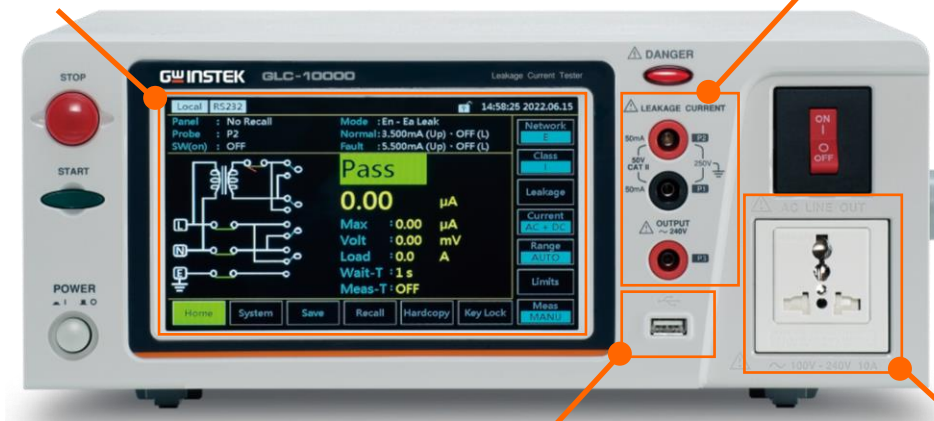 STOP
START
POWER
I O
GWINSTEK GLC-10000 Leakage Current Tester
Local RS232 14:58:25 2022.06.15
Panel : No Recall
Probe : P2
SW(on) : OFF
Mode : En - Ea Leak
Normal : 3.500mA (Up) · OFF (L)
Fault : 5.500mA (Up) · OFF (L)
Pass
0.00 µA
Max : 0.00 µA
Volt : 0.00 mV
Load : 0.0 A
Wait-T : 1 s
Meas-T : OFF
L
N
E
Network
E
Class
I
Leakage
Current
AC + DC
Range
AUTO
Limits
Meas
MANU
Home System Save Recall Hardcopy Key Lock
DANGER
LEAKAGE CURRENT
50mA P2
50V
CAT II
250V
50mA P1
OUTPUT
~ 240V
P3
ON
I
O
OFF
AC LINE OUT
~ 100V - 240V 10A